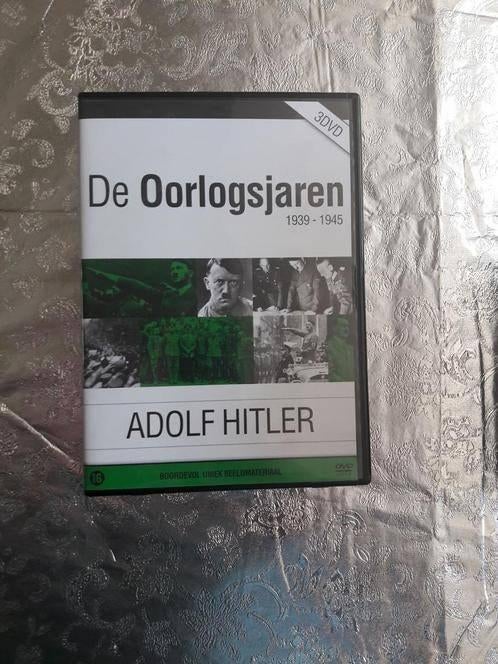 3DVD
De Oorlogsjaren
1939 - 1945
ADOLF HITLER
16
BOORDEVOL UNIEK BEELDMATERIAAL
DVD